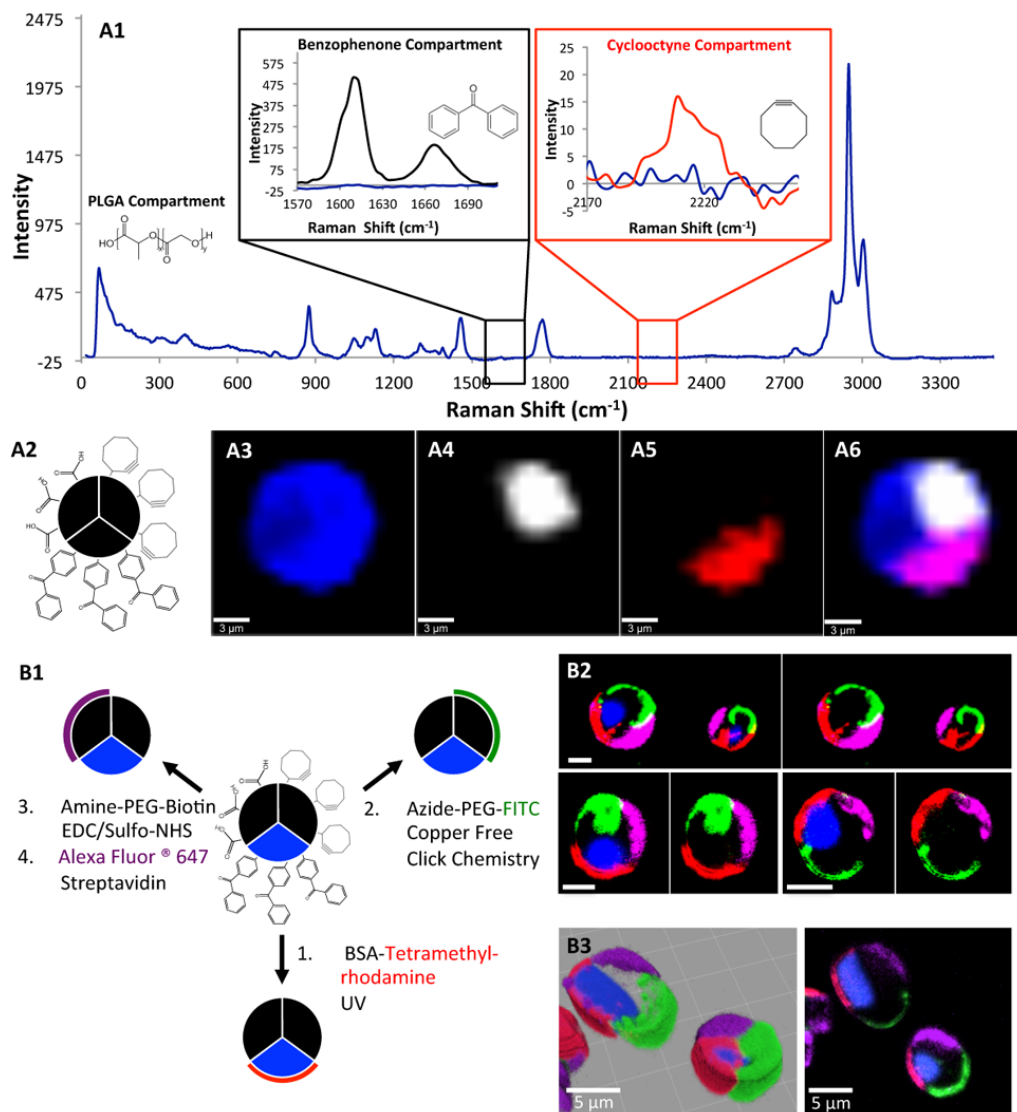 A1
2475
1975
1475
975
475
-25
Intensity
0
300
600
900
1200
1500
1800
2100
2400
2700
3000
3300
Raman Shift (cm-1)
PLGA Compartment
HO
O
O
x
O
O
y
H
Benzophenone Compartment
575
475
375
275
175
75
-25
Intensity
O
1570
1600
1630
1660
1690
Raman Shift (cm-1)
Cyclooctyne Compartment
25
20
15
10
5
0
-5
Intensity
2170
2220
Raman Shift (cm-1)
A2
A3
3 µm
A4
3 µm
A5
3 µm
A6
3 µm
B1
3. Amine-PEG-Biotin
EDC/Sulfo-NHS
4. Alexa Fluor ® 647
Streptavidin
2. Azide-PEG-FITC
Copper Free
Click Chemistry
1. BSA-Tetramethyl-
rhodamine
UV
B2
B3
5 µm
5 µm